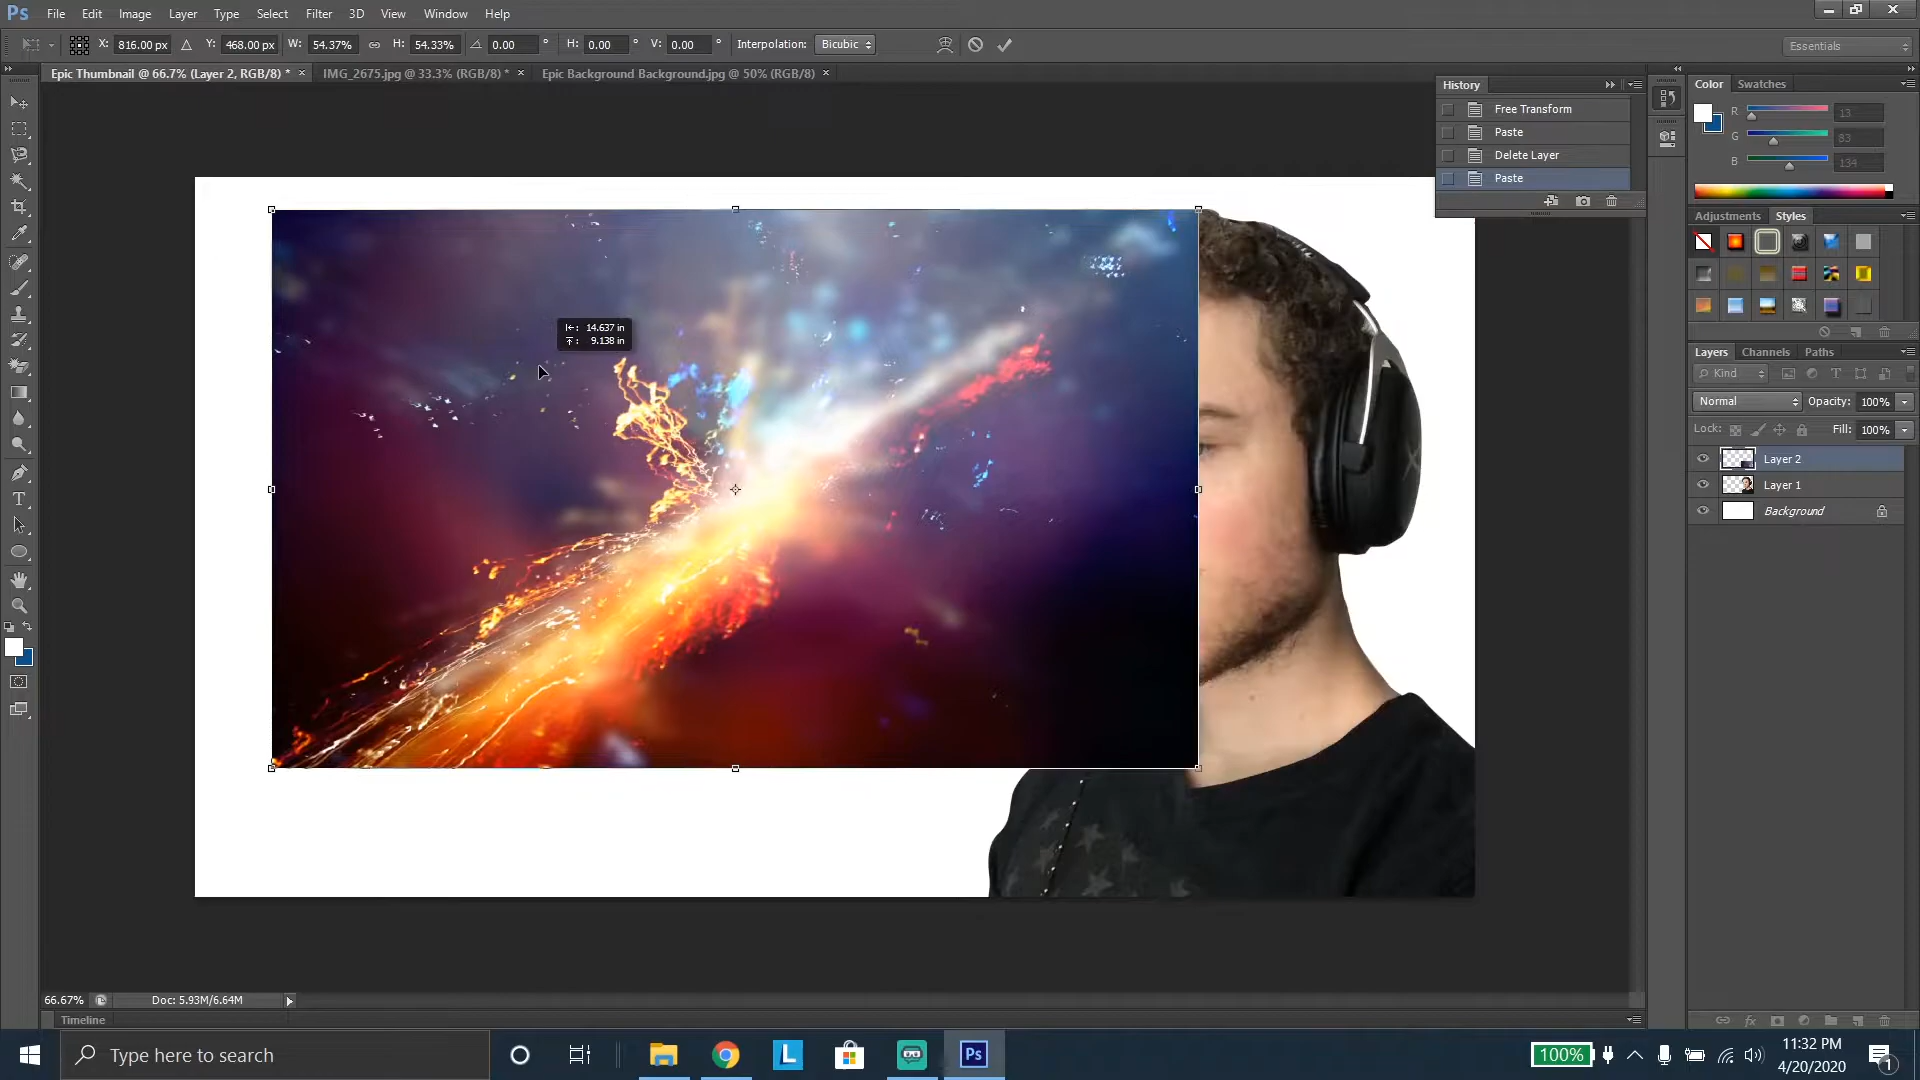 Ps File Edit Image Layer Type Select Filter 3D View Window Help
X: 816.00 px Y: 468.00 px W: 54.37% H: 54.33% 0.00 ° H: 0.00 ° V: 0.00 ° Interpolation: Bicubic Essentials
Epic Thumbnail @ 66.7% (Layer 2, RGB/8) * × IMG_2675.jpg @ 33.3% (RGB/8) * × Epic Background Background.jpg @ 50% (RGB/8) ×
History
Free Transform
Paste
Delete Layer
Paste
Color Swatches
R 13
G 83
B 134
Adjustments Styles
Layers Channels Paths
Kind
Normal Opacity: 100%
Lock: Fill: 100%
Layer 2
Layer 1
Background
14.637 in
9.138 in
66.67% Doc: 5.93M/6.64M
Timeline
Type here to search
L
Ps
100%
11:32 PM
4/20/2020
1